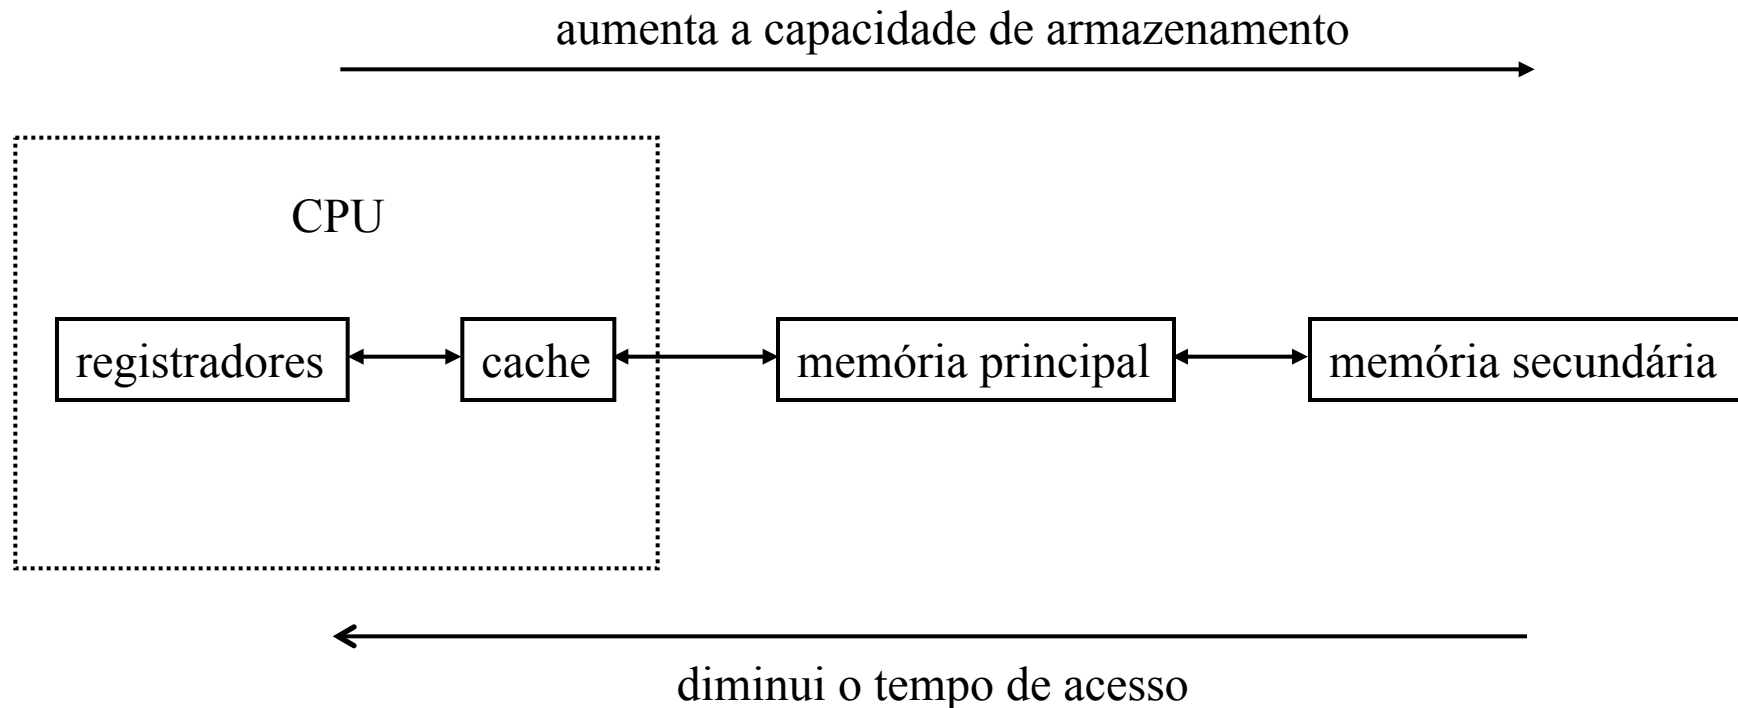 aumenta a capacidade de armazenamento
CPU
registradores
cache
memória principal
memória secundária
diminui o tempo de acesso